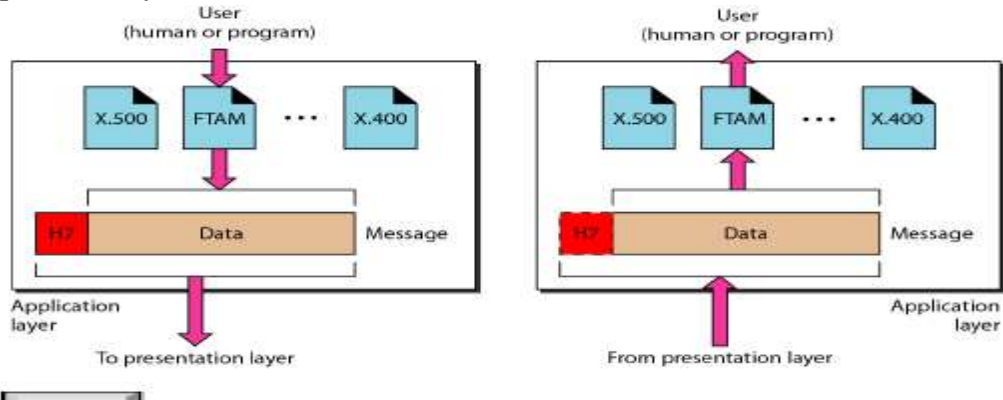 User
(human or program)
X.500 FTAM ... X.400
H7 Data Message
Application
layer
To presentation layer
User
(human or program)
X.500 FTAM ... X.400
H7 Data Message
Application
layer
From presentation layer